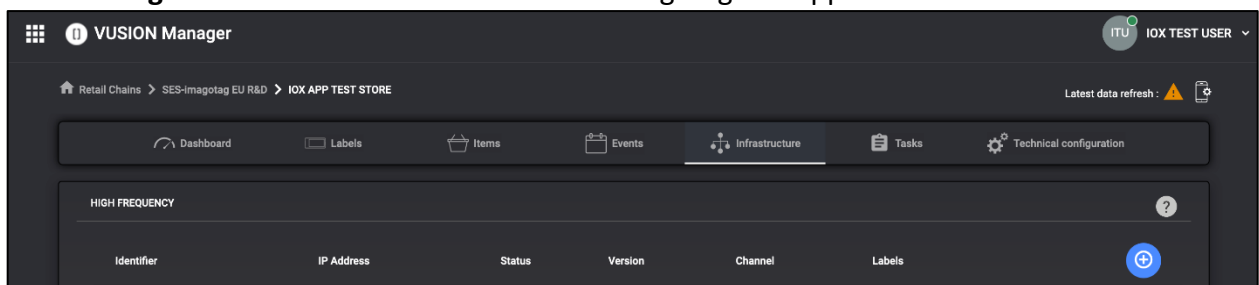 VUSION Manager
ITU IOX TEST USER
Retail Chains > SES-imagotag EU R&D > IOX APP TEST STORE
Latest data refresh :
Dashboard Labels Items Events Infrastructure Tasks Technical configuration
HIGH FREQUENCY
?
Identifier IP Address Status Version Channel Labels